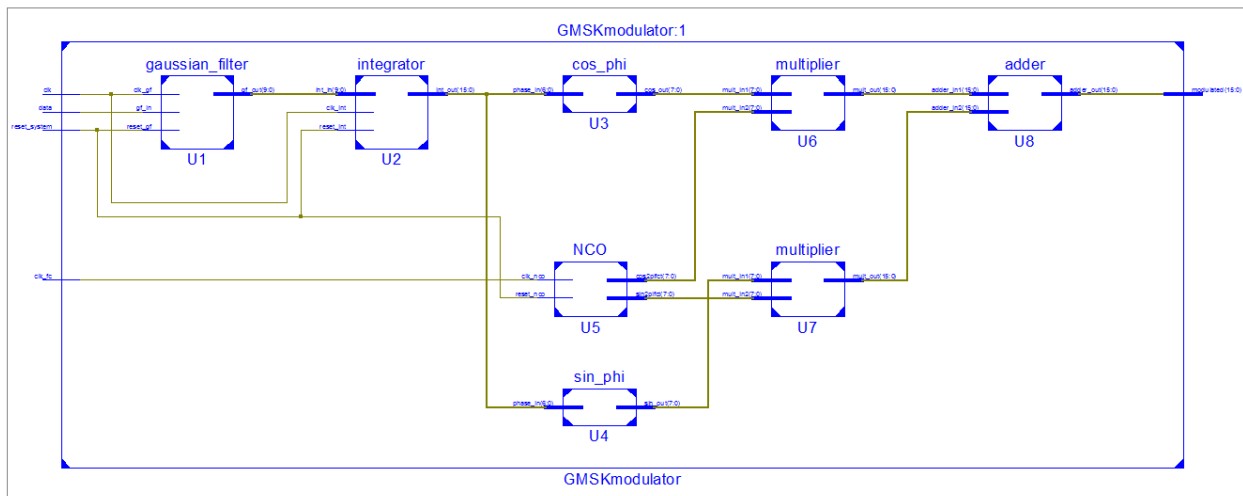 GMSKmodulator:1
gaussian_filter
integrator
cos_phi
multiplier
adder
clk
clk_gf
gf_out(9:0)
int_in(9:0)
int_out(15:0)
phase_in(6:0)
cos_out(7:0)
mult_in1(7:0)
mult_out(15:0)
adder_in1(15:0)
adder_out(15:0)
modulated(15:0)
data
gf_in
clk_int
mult_in2(7:0)
adder_in2(15:0)
reset_system
reset_gf
reset_int
U3
U1
U2
U6
U8
NCO
multiplier
clk_fc
clk_nco
cos2pifct(7:0)
mult_in1(7:0)
mult_out(15:0)
reset_nco
sin2pifct(7:0)
mult_in2(7:0)
U5
U7
sin_phi
phase_in(6:0)
sin_out(7:0)
U4
GMSKmodulator